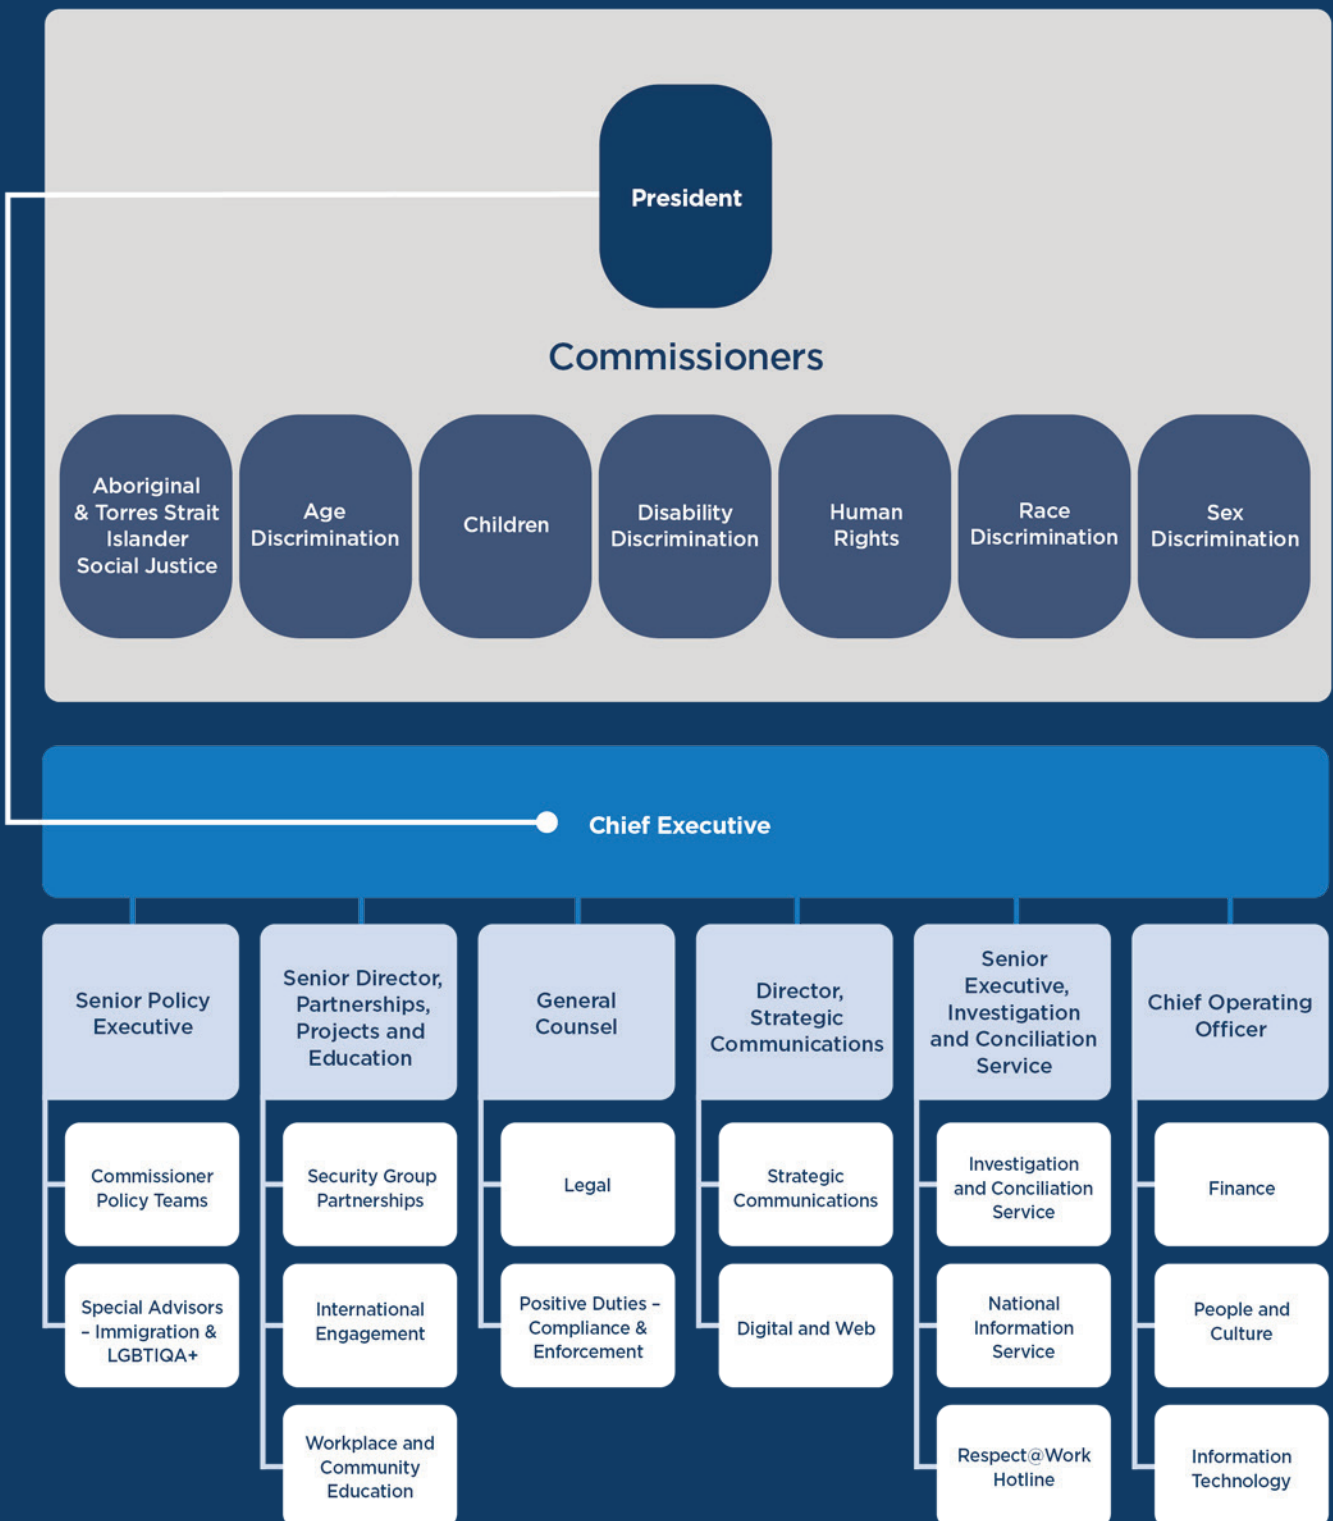 President
Commissioners
Aboriginal
& Torres Strait
Islander
Social Justice
Age
Discrimination
Children
Disability
Discrimination
Human
Rights
Race
Discrimination
Sex
Discrimination
Chief Executive
Senior Policy
Executive
Senior Director,
Partnerships,
Projects and
Education
General
Counsel
Director,
Strategic
Communications
Senior
Executive,
Investigation
and Conciliation
Service
Chief Operating
Officer
Commissioner
Policy Teams
Security Group
Partnerships
Legal
Strategic
Communications
Investigation
and Conciliation
Service
Finance
Special Advisors
– Immigration &
LGBTIQA+
International
Engagement
Positive Duties –
Compliance &
Enforcement
Digital and Web
National
Information
Service
People and
Culture
Workplace and
Community
Education
Respect@Work
Hotline
Information
Technology